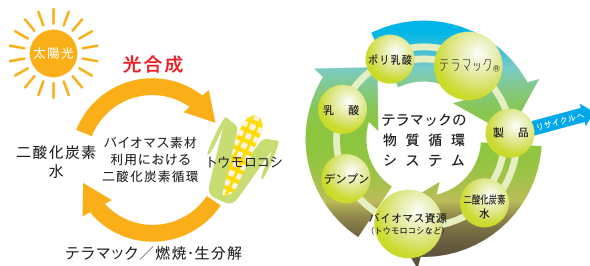 太陽光
光合成
二酸化炭素
水
バイオマス素材
利用における
二酸化炭素循環
トウモロコシ
テラマック／燃焼・生分解
ポリ乳酸
テラマック®
乳 酸
テラマックの
物質循環
システム
製 品
リサイクルへ
デンプン
二酸化炭素
水
バイオマス資源
(トウモロコシなど)